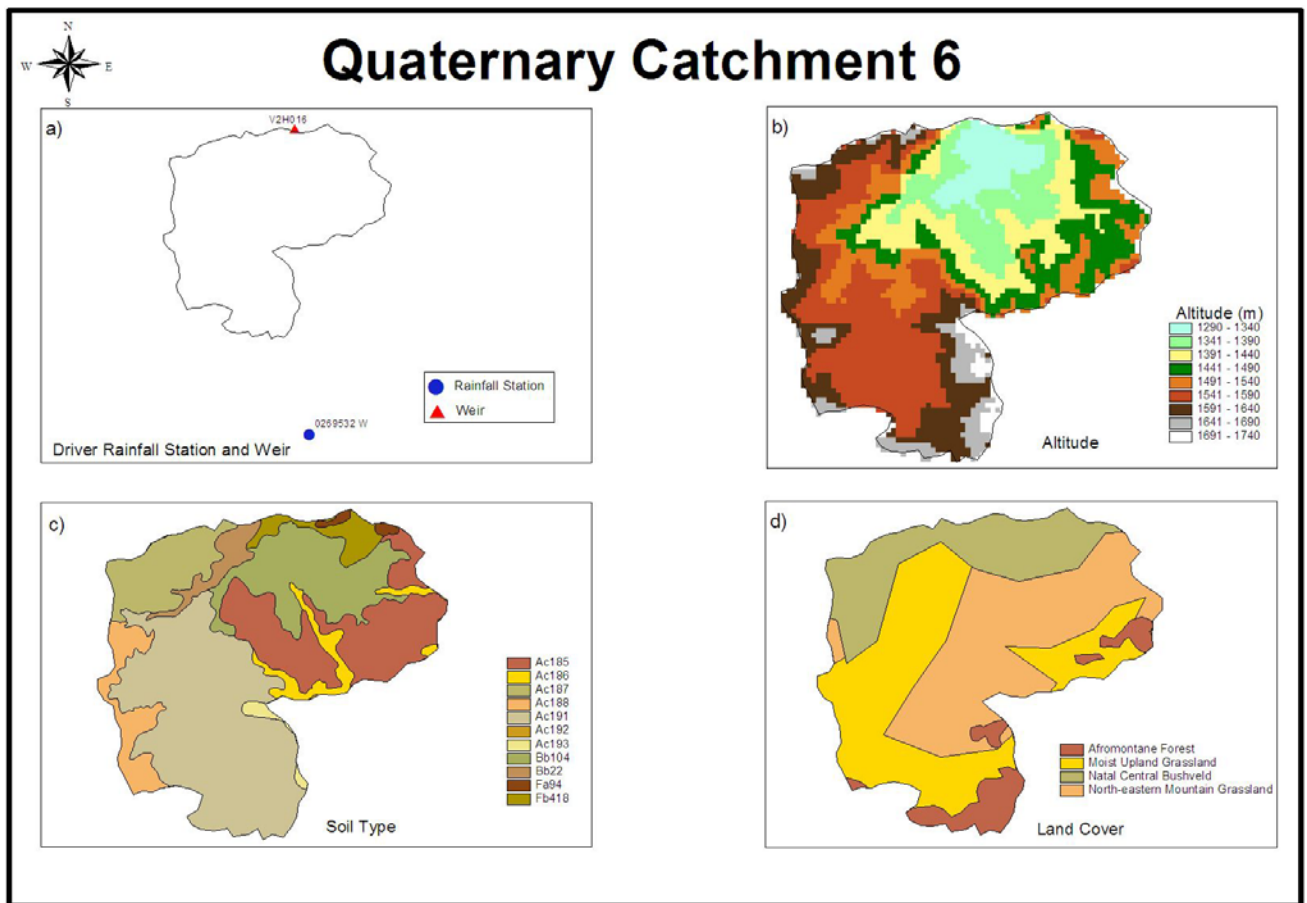 N
W E
S
Quaternary Catchment 6
a)
V2H016
Rainfall Station
Weir
0269532 W
Driver Rainfall Station and Weir
b)
Altitude (m)
1290 - 1340
1341 - 1390
1391 - 1440
1441 - 1490
1491 - 1540
1541 - 1590
1591 - 1640
1641 - 1690
1691 - 1740
Altitude
c)
Ac185
Ac186
Ac187
Ac188
Ac191
Ac192
Ac193
Bb104
Bb22
Fa94
Fb418
Soil Type
d)
Afromontane Forest
Moist Upland Grassland
Natal Central Bushveld
North-eastern Mountain Grassland
Land Cover